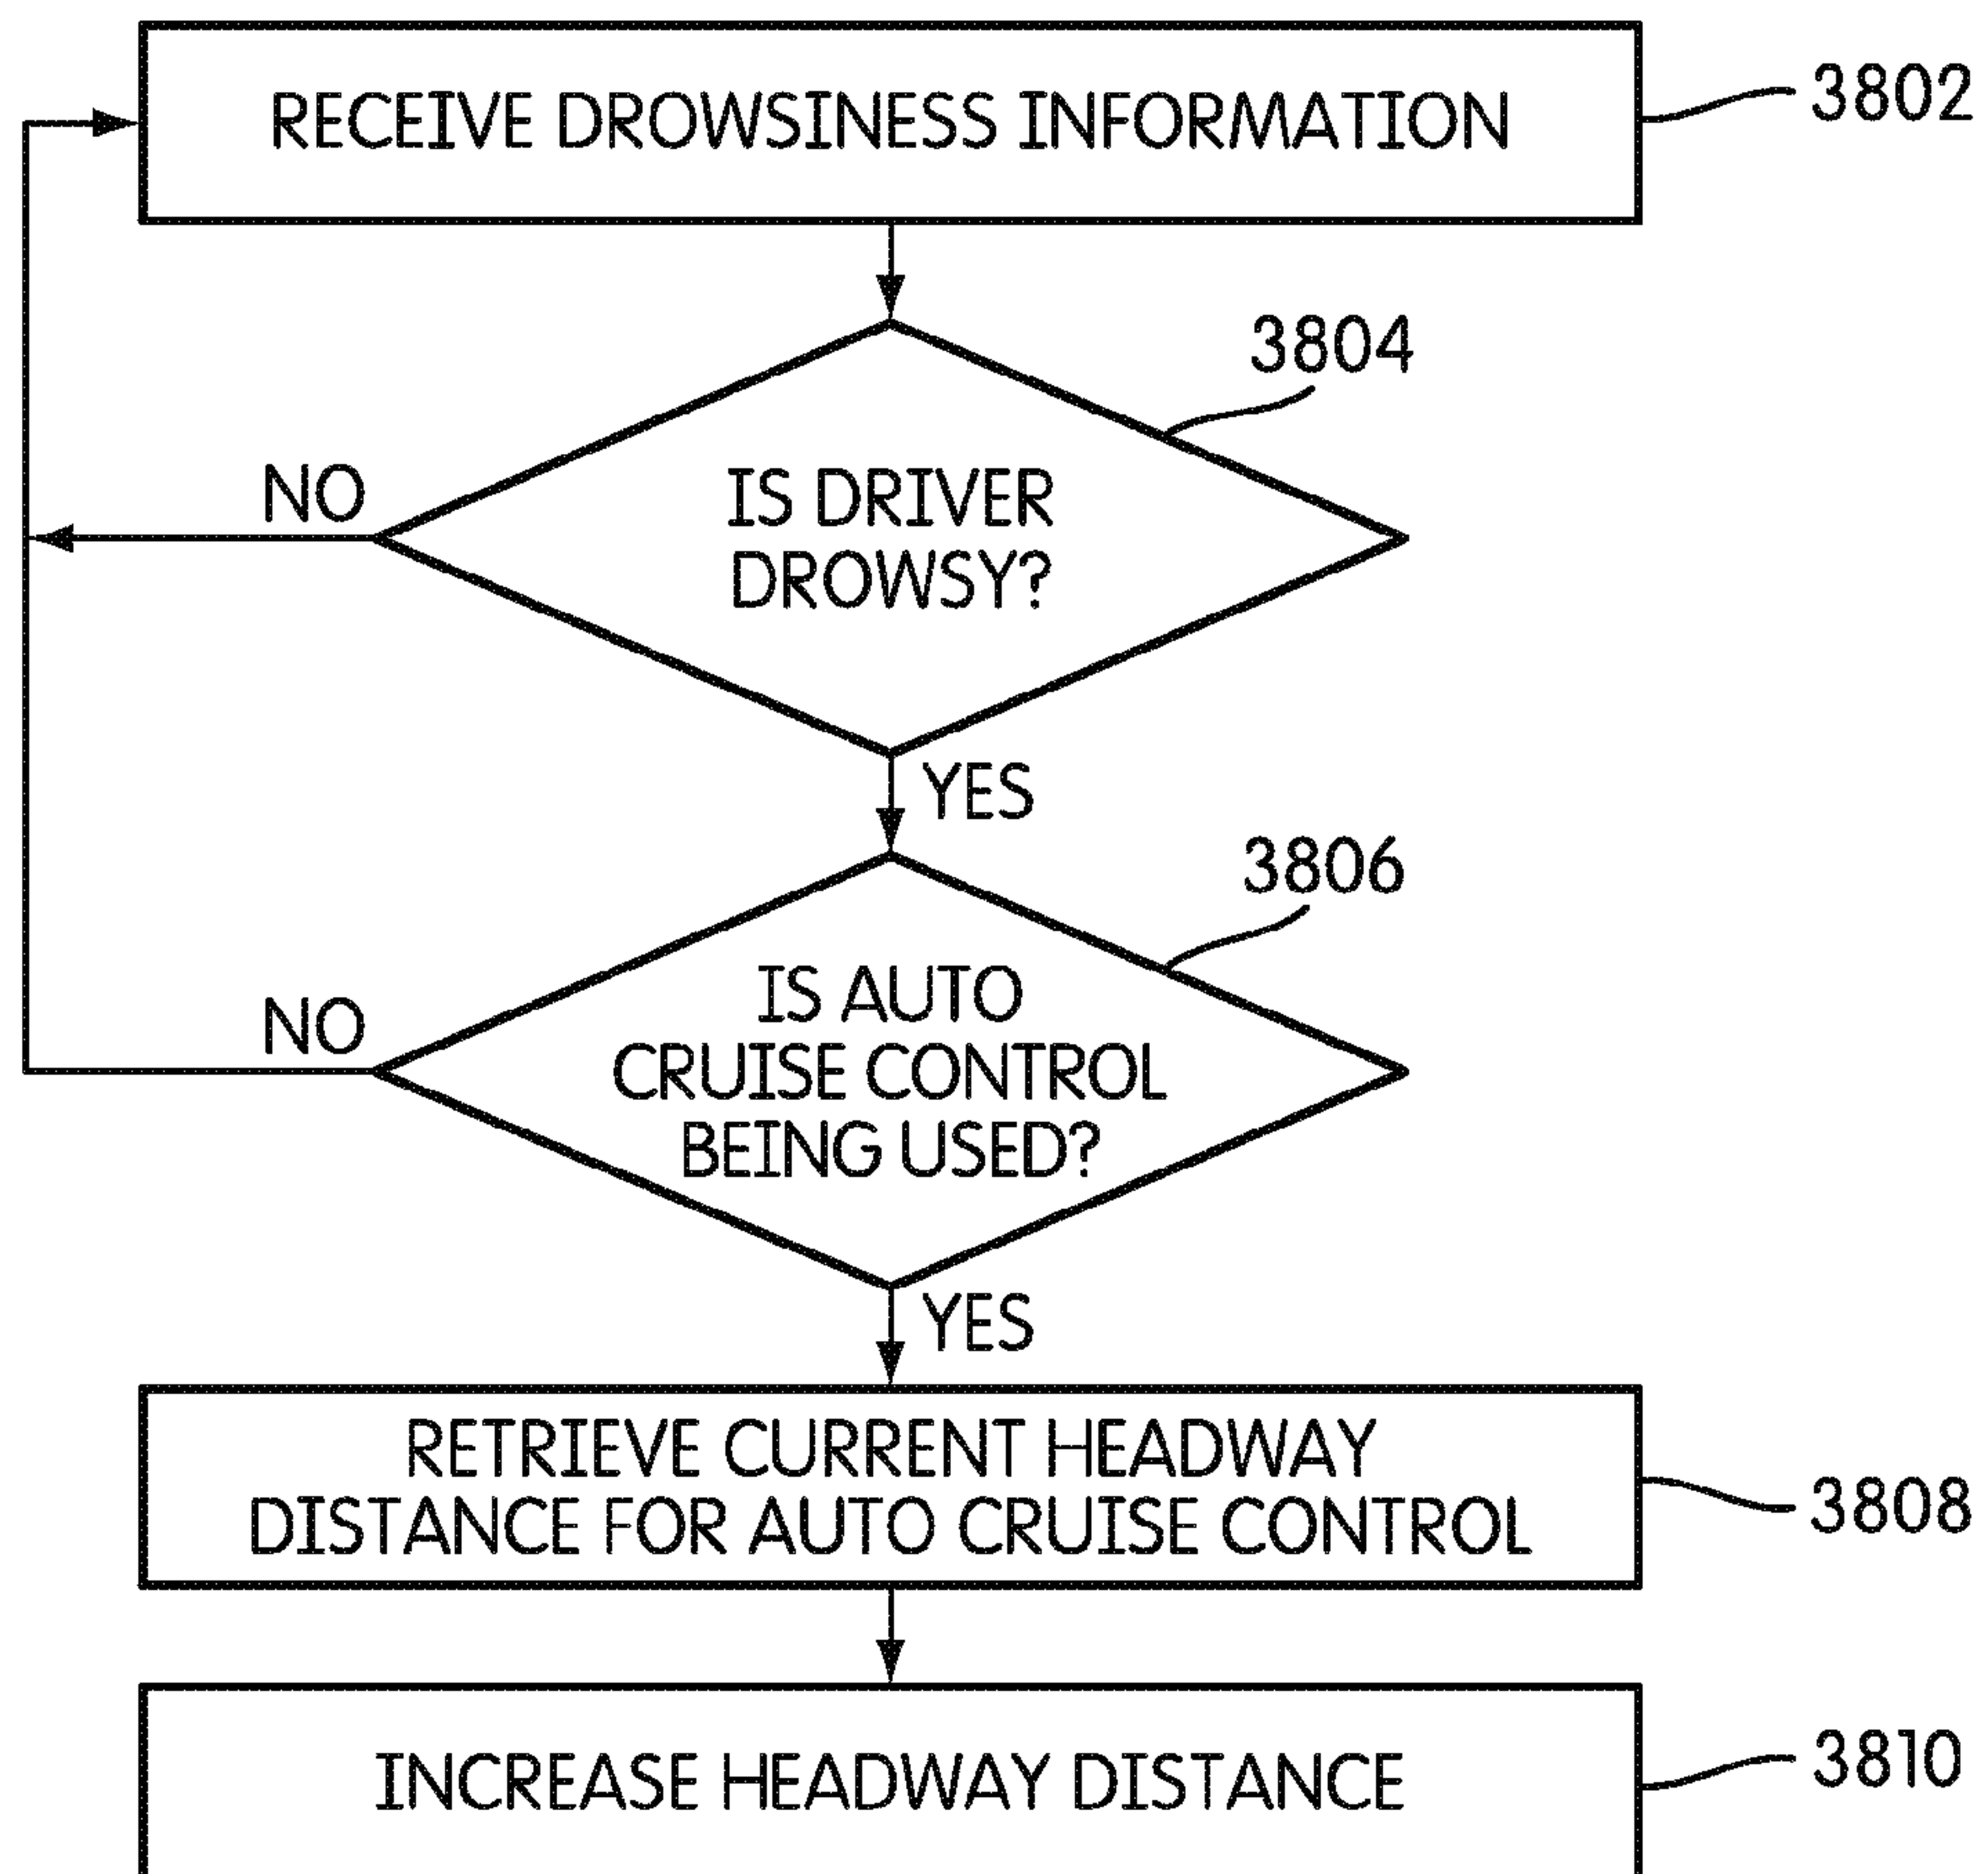 RECEIVE DROWSINESS INFORMATION
3802
3804
IS DRIVER
DROWSY?
NO
YES
3806
IS AUTO
CRUISE CONTROL
BEING USED?
NO
YES
RETRIEVE CURRENT HEADWAY
DISTANCE FOR AUTO CRUISE CONTROL
3808
INCREASE HEADWAY DISTANCE
3810